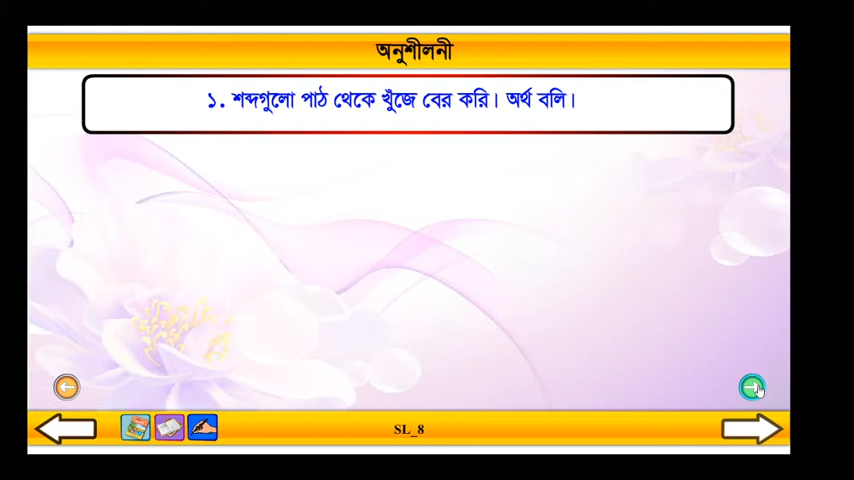 অনুশীলনী
১. শব্দগুলো পাঠ থেকে খুঁজে বের করি। অর্থ বলি।
SL_8